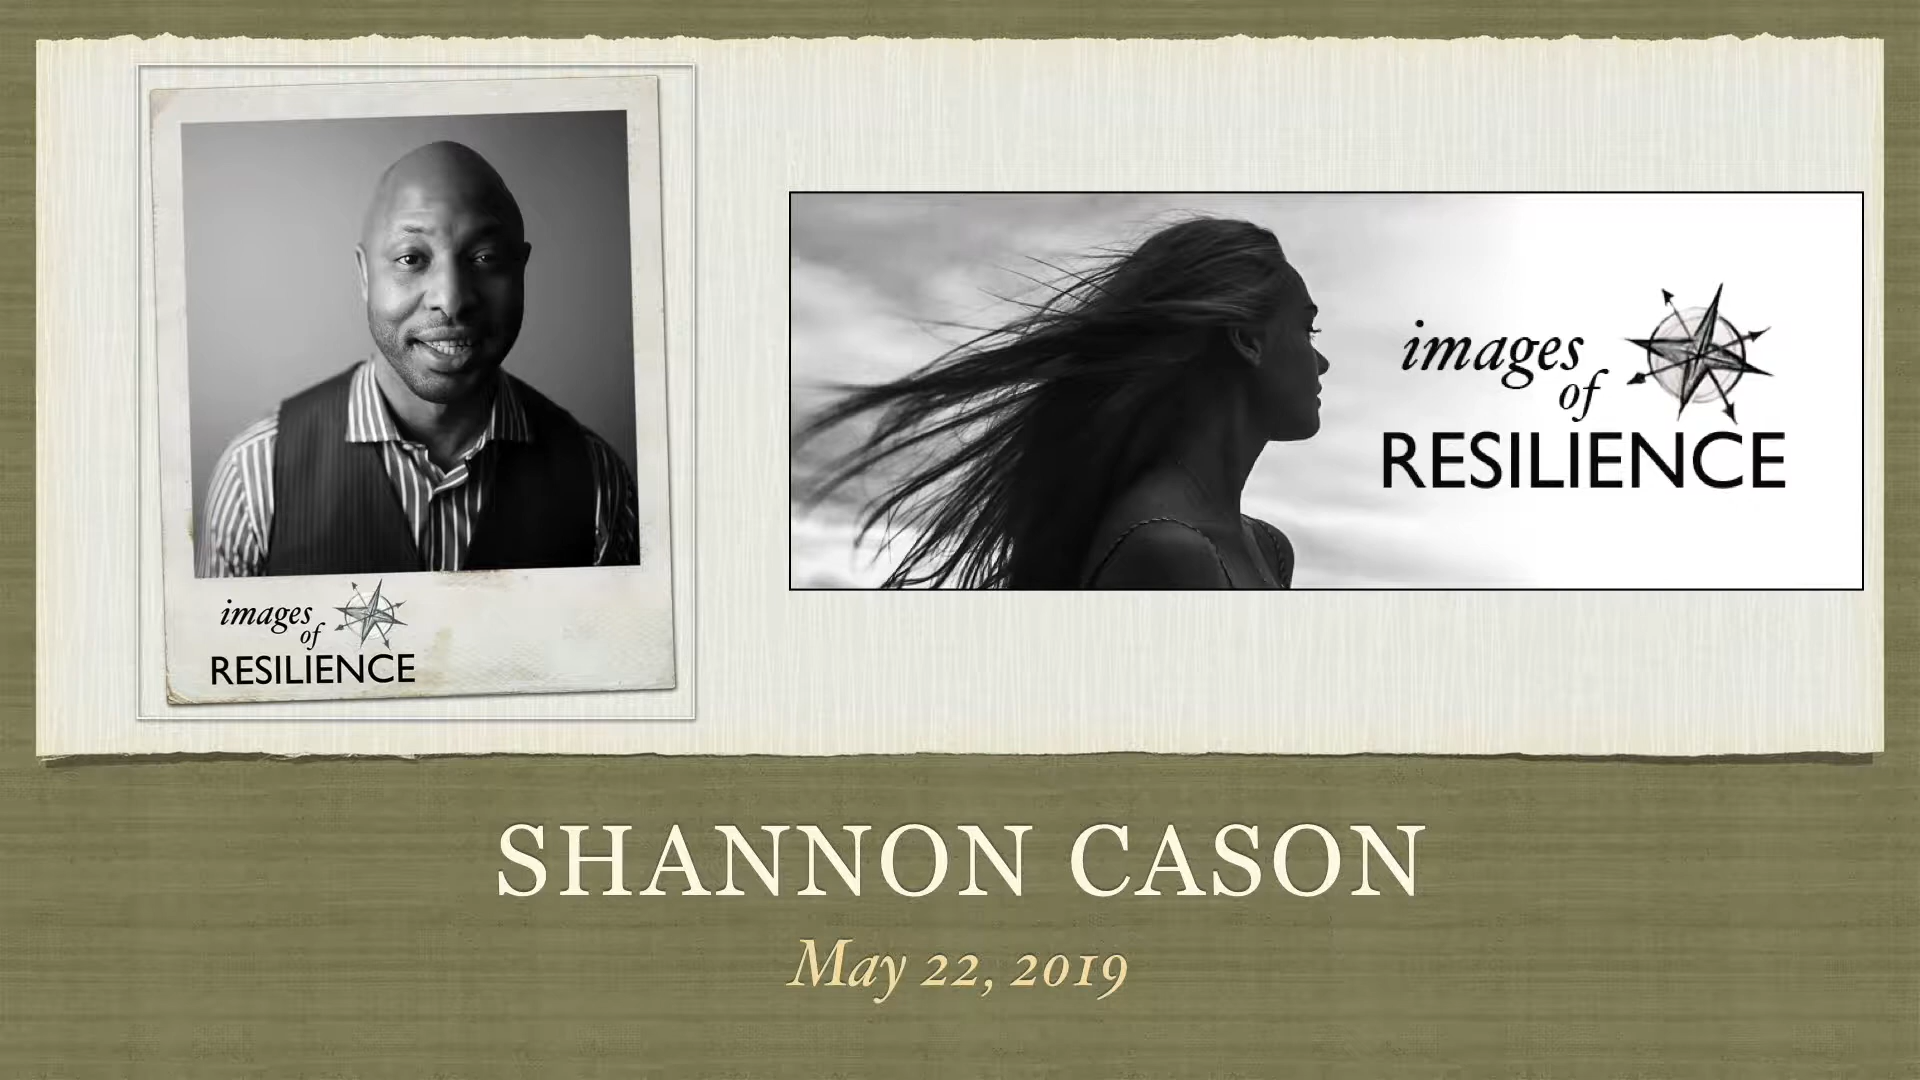 images
of
RESILIENCE
images
of
RESILIENCE
SHANNON CASON
May 22, 2019